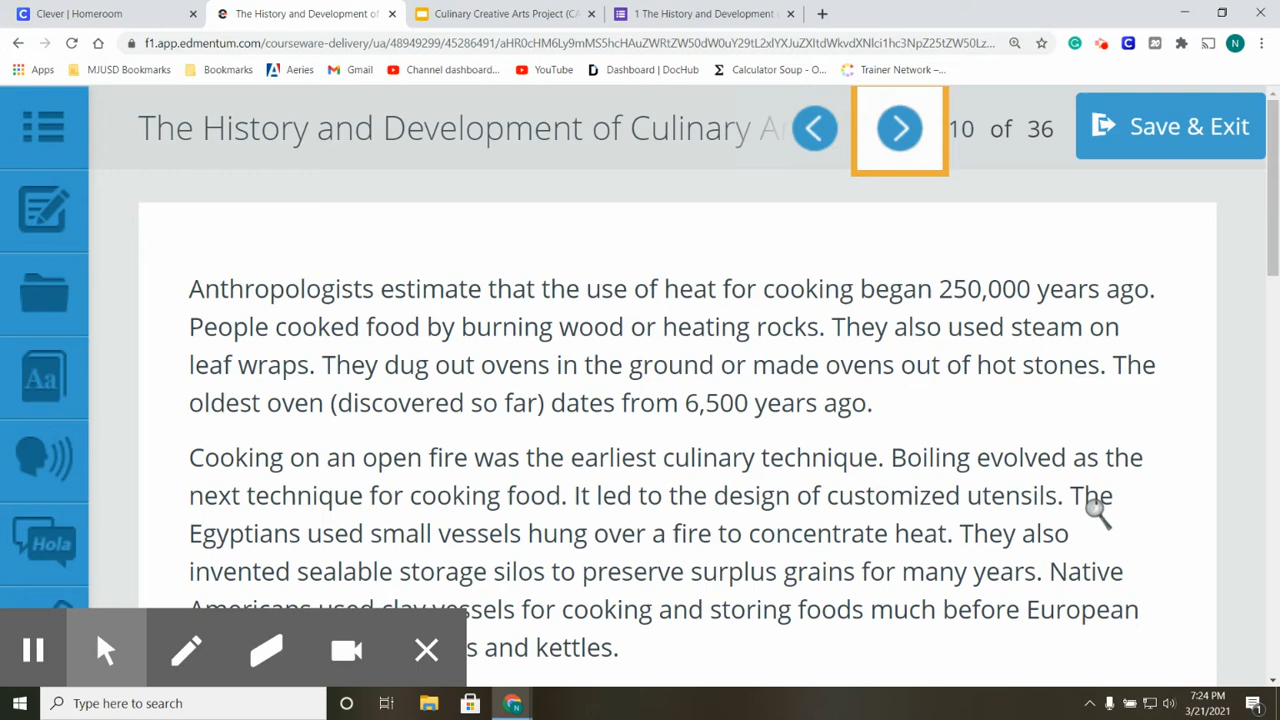 Clever | Homeroom
The History and Development of
Culinary Creative Arts Project (CA
1 The History and Development
f1.app.edmentum.com/courseware-delivery/ua/48949909/45286431/
Apps
MJUSD Bookmarks
Bookmarks
Aeries
Gmail
Channel dashboard...
YouTube
Dashboard | DocHub
Calculator Soup - O...
Trainer Network –...
The History and Development of Culinary Ar
10 of 36
Save & Exit
Anthropologists estimate that the use of heat for cooking began 250,000 years ago.
People cooked food by burning wood or heating rocks. They also used steam on
leaf wraps. They dug out ovens in the ground or made ovens out of hot stones. The
oldest oven (discovered so far) dates from 6,500 years ago.
Cooking on an open fire was the earliest culinary technique. Boiling evolved as the
next technique for cooking food. It led to the design of customized utensils. The
Egyptians used small vessels hung over a fire to concentrate heat. They also
invented sealable storage silos to preserve surplus grains for many years. Native
Americans used clay vessels for cooking and storing foods much before European
s and kettles.
Aa
Hola
Type here to search
7:24 PM
3/21/2021